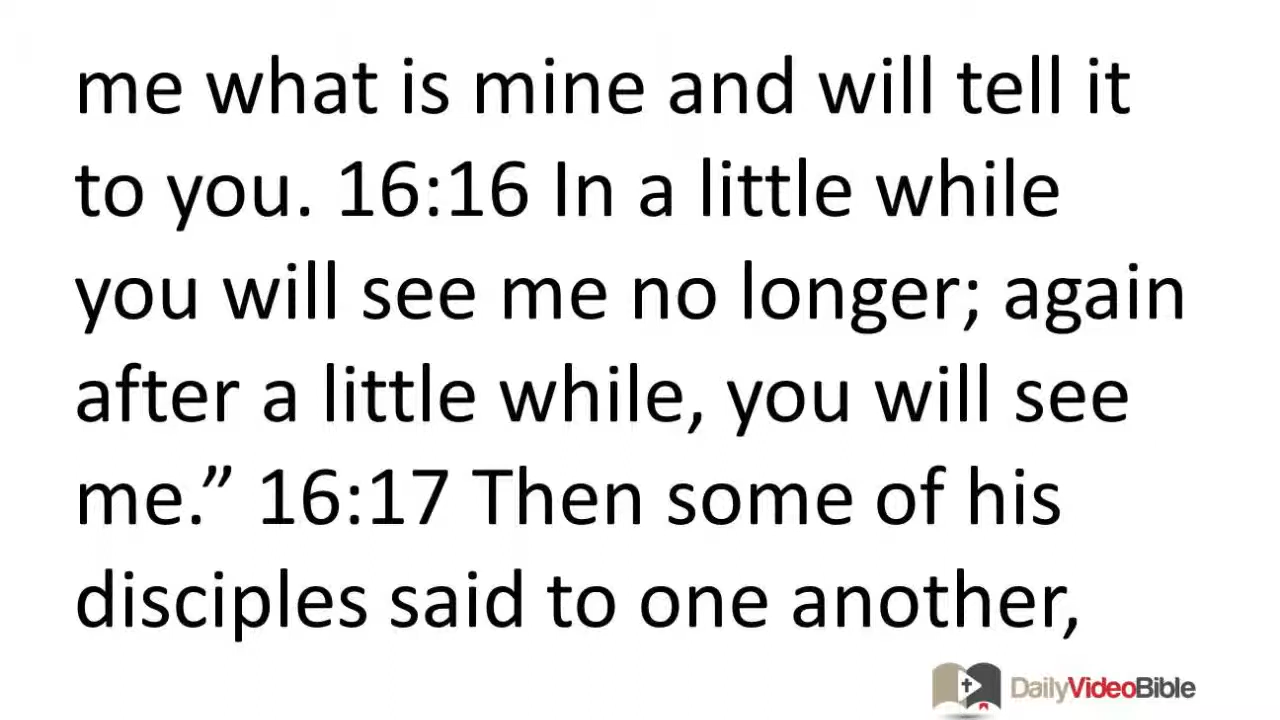 me what is mine and will tell it
to you. 16:16 In a little while
you will see me no longer; again
after a little while, you will see
me.” 16:17 Then some of his
disciples said to one another,
DailyVideoBible